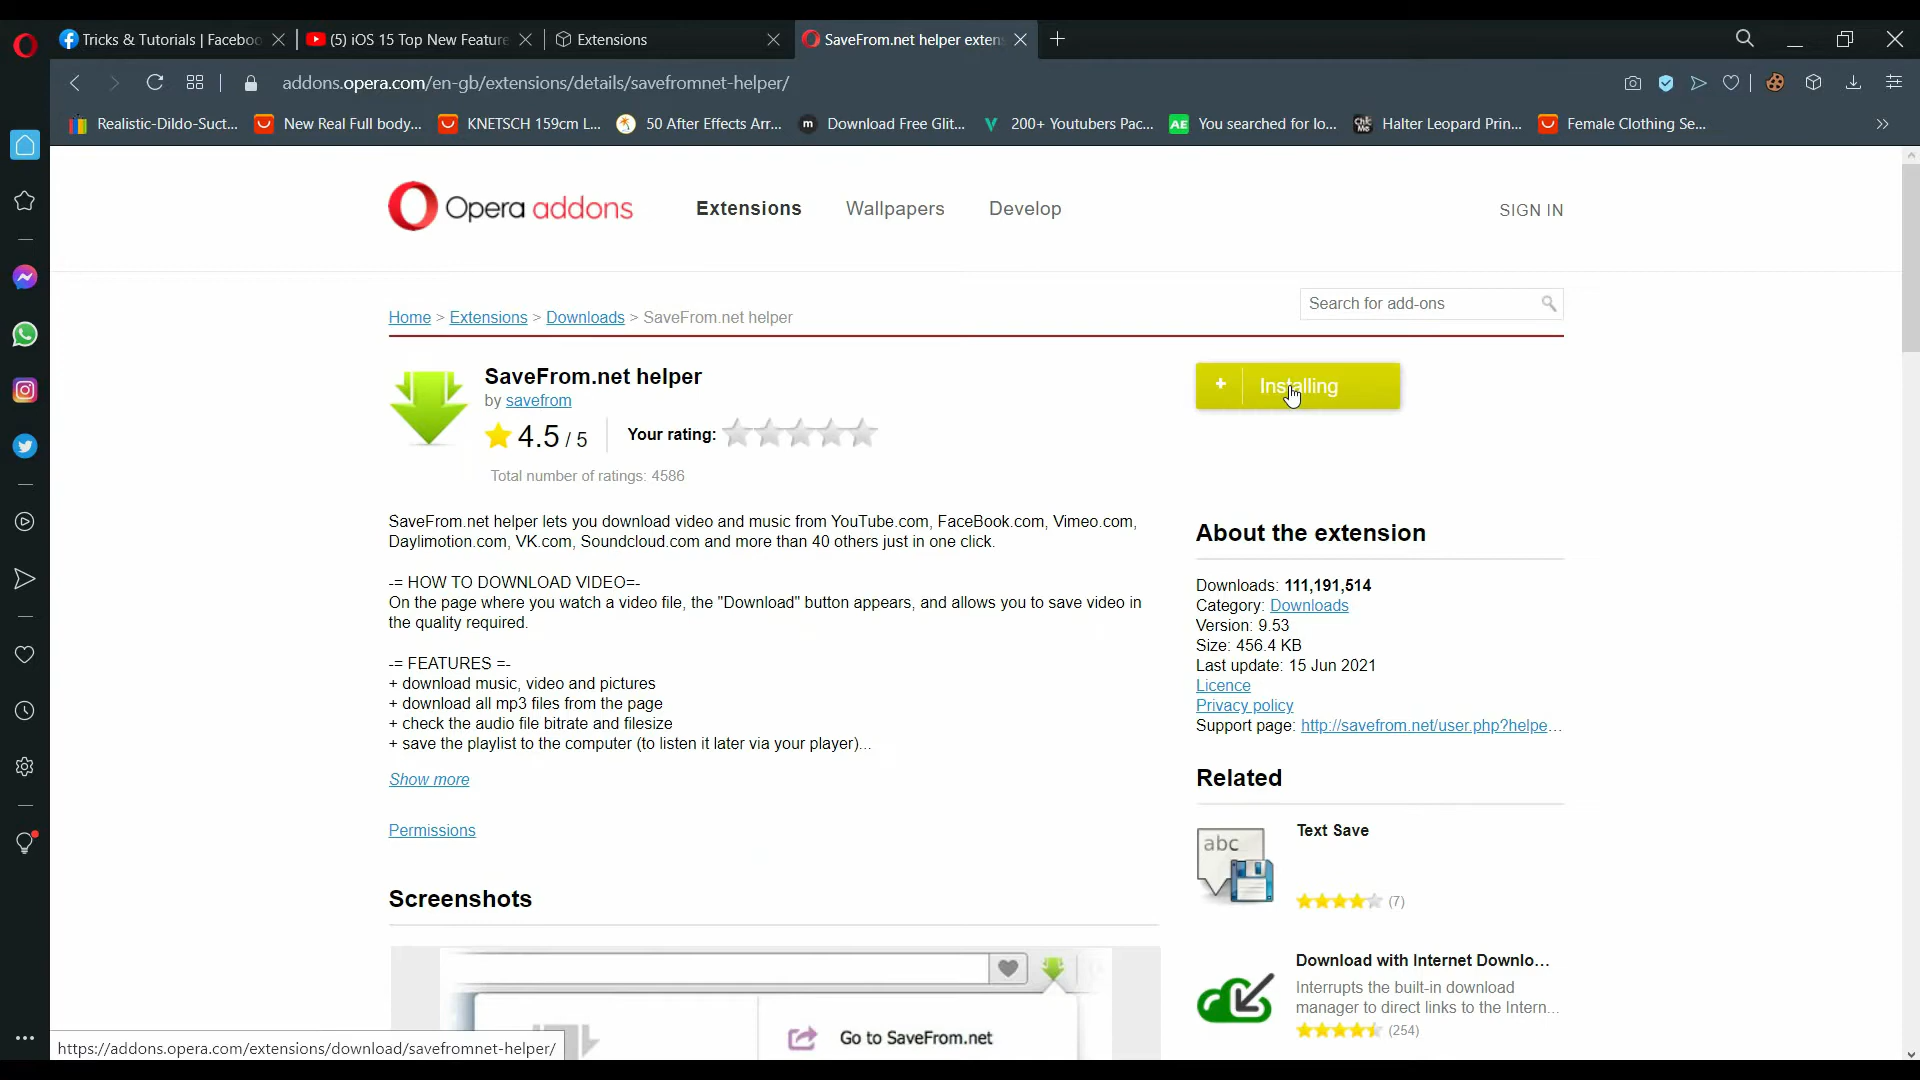 Tricks & Tutorials | Faceboo
(5) iOS 15 Top New Feature
Extensions
SaveFrom.net helper exten
addons.opera.com/en-gb/extensions/details/savefromnet-helper/
Realistic-Dildo-Suct...
New Real Full body...
KNETSCH 159cm L...
50 After Effects Arr...
m Download Free Glit...
V 200+ Youtubers Pac...
AE You searched for lo...
Chic Me Halter Leopard Prin...
Female Clothing Se...
Opera addons
Extensions
Wallpapers
Develop
SIGN IN
Home > Extensions > Downloads > SaveFrom.net helper
Search for add-ons
SaveFrom.net helper
by savefrom
4.5 / 5
Your rating:
Total number of ratings: 4586
+ Installing
SaveFrom.net helper lets you download video and music from YouTube.com, FaceBook.com, Vimeo.com,
Daylimotion.com, VK.com, Soundcloud.com and more than 40 others just in one click.
-= HOW TO DOWNLOAD VIDEO=-
On the page where you watch a video file, the "Download" button appears, and allows you to save video in
the quality required.
-= FEATURES =-
+ download music, video and pictures
+ download all mp3 files from the page
+ check the audio file bitrate and filesize
+ save the playlist to the computer (to listen it later via your player)...
Show more
Permissions
Screenshots
Go to SaveFrom.net
About the extension
Downloads: 111,191,514
Category: Downloads
Version: 9.53
Size: 456.4 KB
Last update: 15 Jun 2021
Licence
Privacy policy
Support page: http://savefrom.net/user.php?helpe...
Related
abc
Text Save
(7)
Download with Internet Downlo...
Interrupts the built-in download
manager to direct links to the Intern...
(254)
https://addons.opera.com/extensions/download/savefromnet-helper/